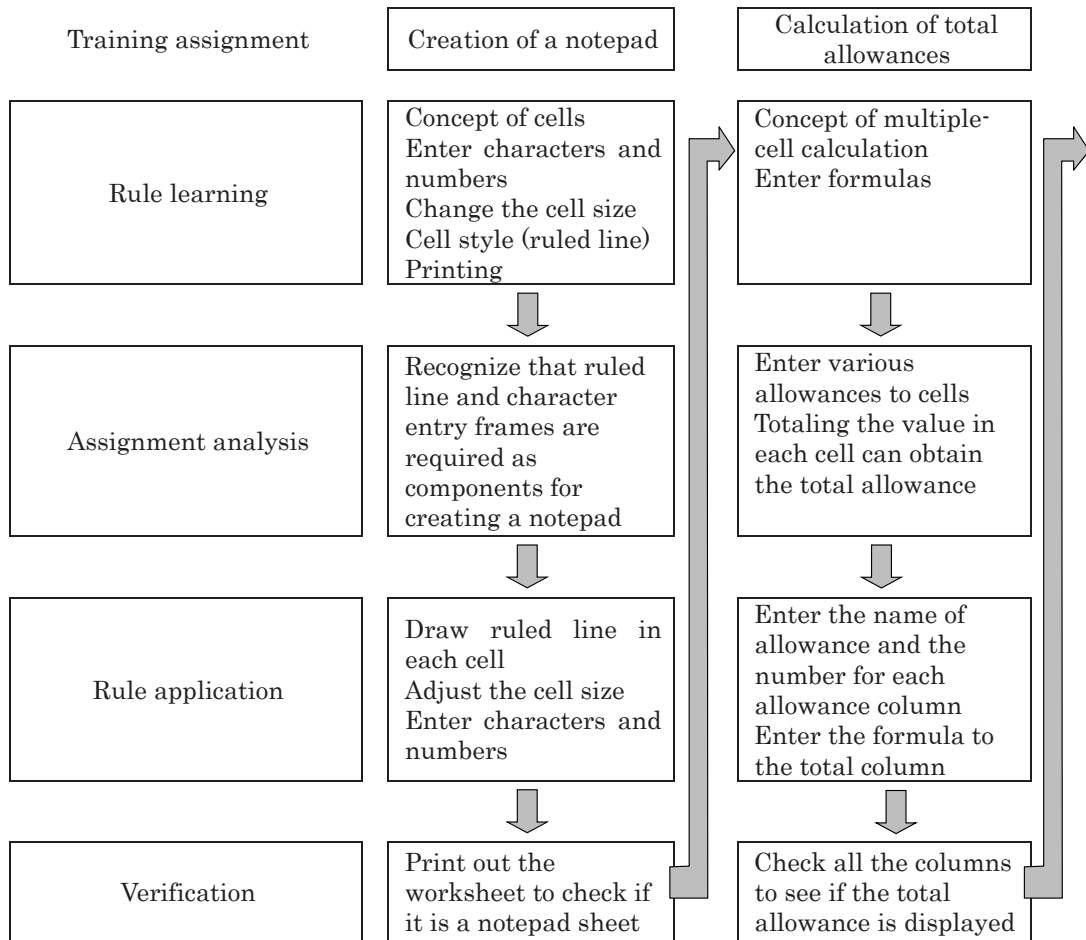 Training assignment
Creation of a notepad
Calculation of total
allowances
Rule learning
Concept of cells
Enter characters and
numbers
Change the cell size
Cell style (ruled line)
Printing
Concept of multiple-
cell calculation
Enter formulas
Assignment analysis
Recognize that ruled
line and character
entry frames are
required as
components for
creating a notepad
Enter various
allowances to cells
Totaling the value in
each cell can obtain
the total allowance
Rule application
Draw ruled line in
each cell
Adjust the cell size
Enter characters and
numbers
Enter the name of
allowance and the
number for each
allowance column
Enter the formula to
the total column
Verification
Print out the
worksheet to check if
it is a notepad sheet
Check all the columns
to see if the total
allowance is displayed